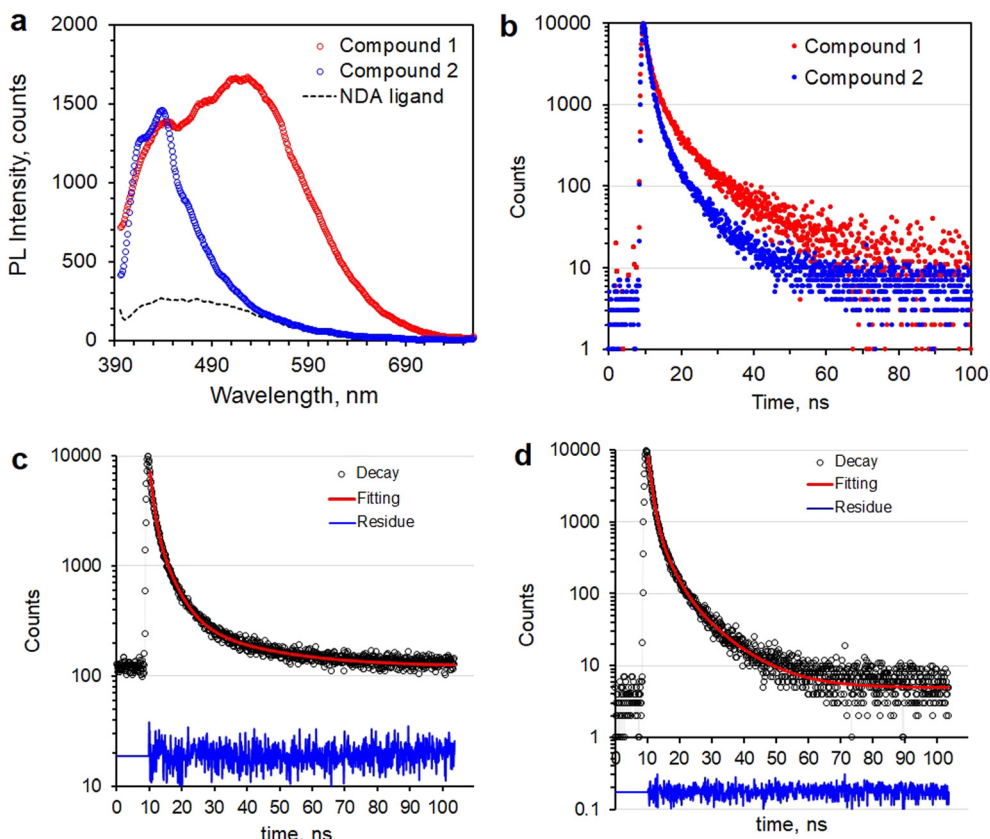 a
2000
1500
1000
500
0
PL Intensity, counts
Compound 1
Compound 2
NDA ligand
390 490 590 690
Wavelength, nm
b
10000
1000
100
10
1
Counts
Compound 1
Compound 2
0 20 40 60 80 100
Time, ns
c
10000
1000
100
10
Counts
Decay
Fitting
Residue
0 10 20 30 40 50 60 70 80 90 100
time, ns
d
10000
1000
100
10
1
0.1
Counts
Decay
Fitting
Residue
0 10 20 30 40 50 60 70 80 90 100
time, ns